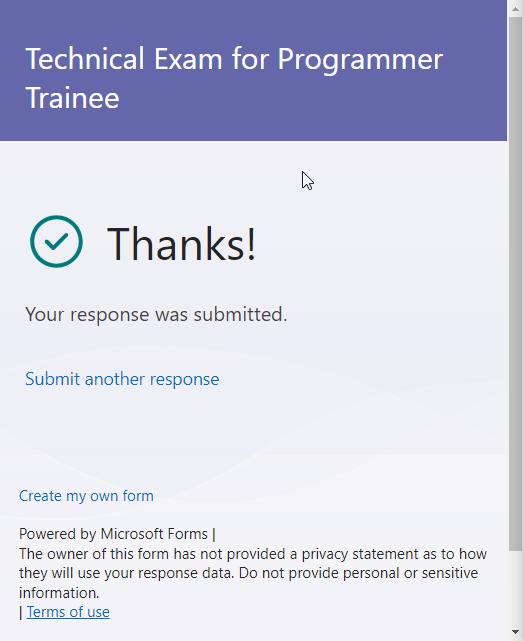 Technical Exam for Programmer
Trainee
Thanks!
Your response was submitted.
Submit another response
Create my own form
Powered by Microsoft Forms |
The owner of this form has not provided a privacy statement as to how
they will use your response data. Do not provide personal or sensitive
information.
| Terms of use